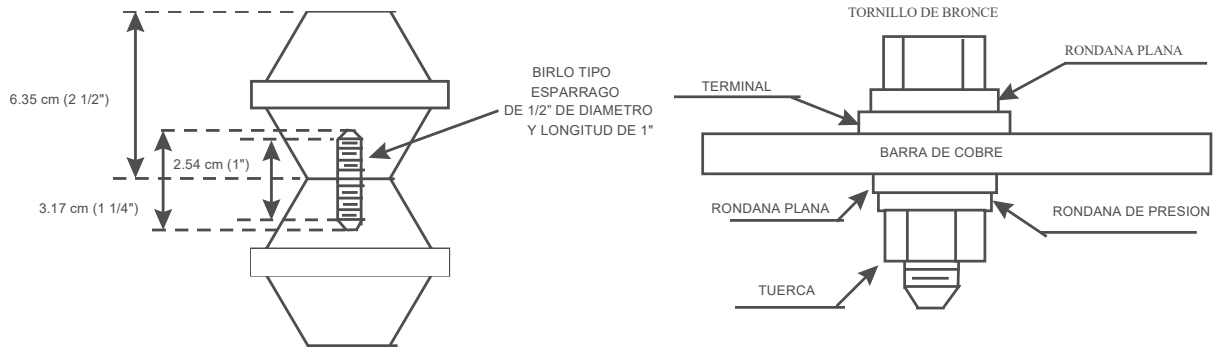 6.35 cm (2 1/2")
2.54 cm (1")
3.17 cm (1 1/4")
BIRLO TIPO
ESPARRAGO
DE 1/2” DE DIAMETRO
Y LONGITUD DE 1"
TORNILLO DE BRONCE
RONDANA PLANA
TERMINAL
BARRA DE COBRE
RONDANA PLANA
RONDANA DE PRESION
TUERCA